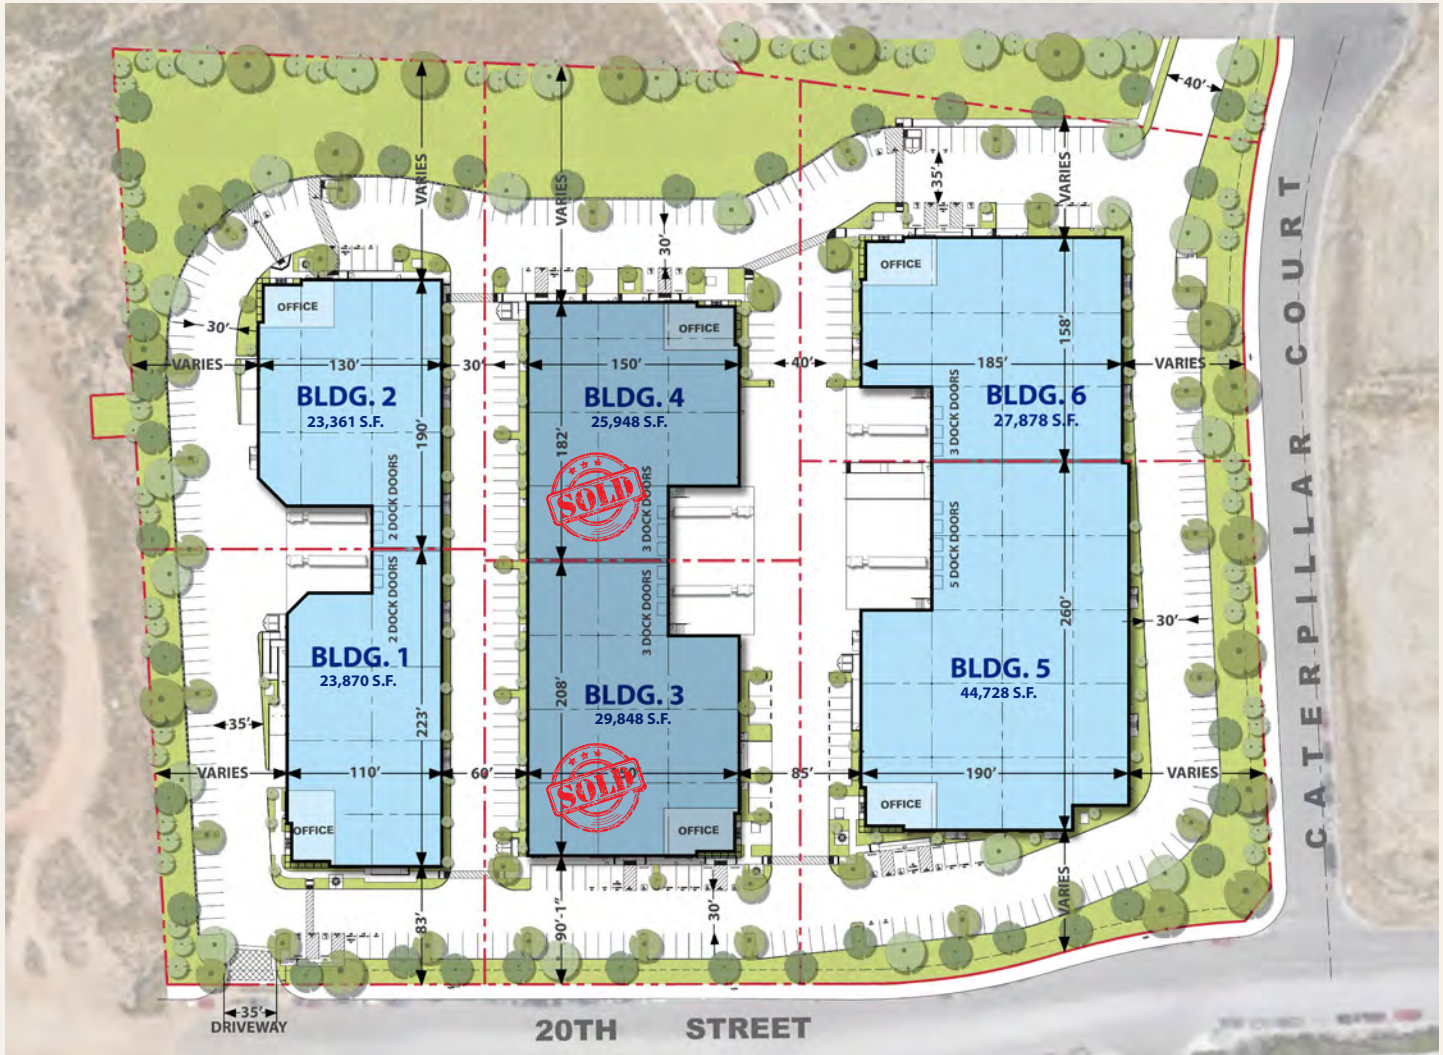 40'
VARIES
VARIES
VARIES
35'
30'
OFFICE
OFFICE
OFFICE
30'
VARIES
130'
30'
150'
40'
185'
158'
VARIES
BLDG. 2
23,361 S.F.
190'
BLDG. 4
25,948 S.F.
182'
BLDG. 6
27,878 S.F.
3 DOCK DOORS
SOLD
2 DOCK DOORS
3 DOCK DOORS
5 DOCK DOORS
2 DOCK DOORS
3 DOCK DOORS
260'
30'
BLDG. 1
23,870 S.F.
223'
BLDG. 3
29,848 S.F.
208'
BLDG. 5
44,728 S.F.
35'
VARIES
110'
60'
SOLD
85'
190'
VARIES
OFFICE
OFFICE
OFFICE
83'
90'-1"
30'
VARIES
35'
DRIVEWAY
20TH STREET
CATERPILLAR COURT